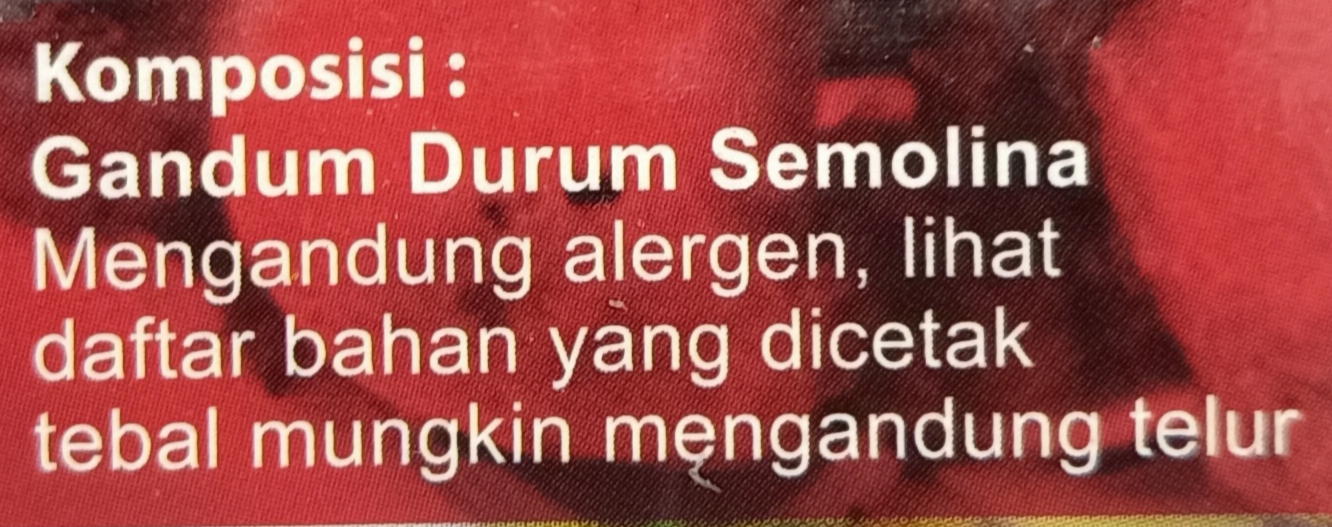 Komposisi :
Gandum Durum Semolina
Mengandung alergen, lihat
daftar bahan yang dicetak
tebal mungkin mengandung telur